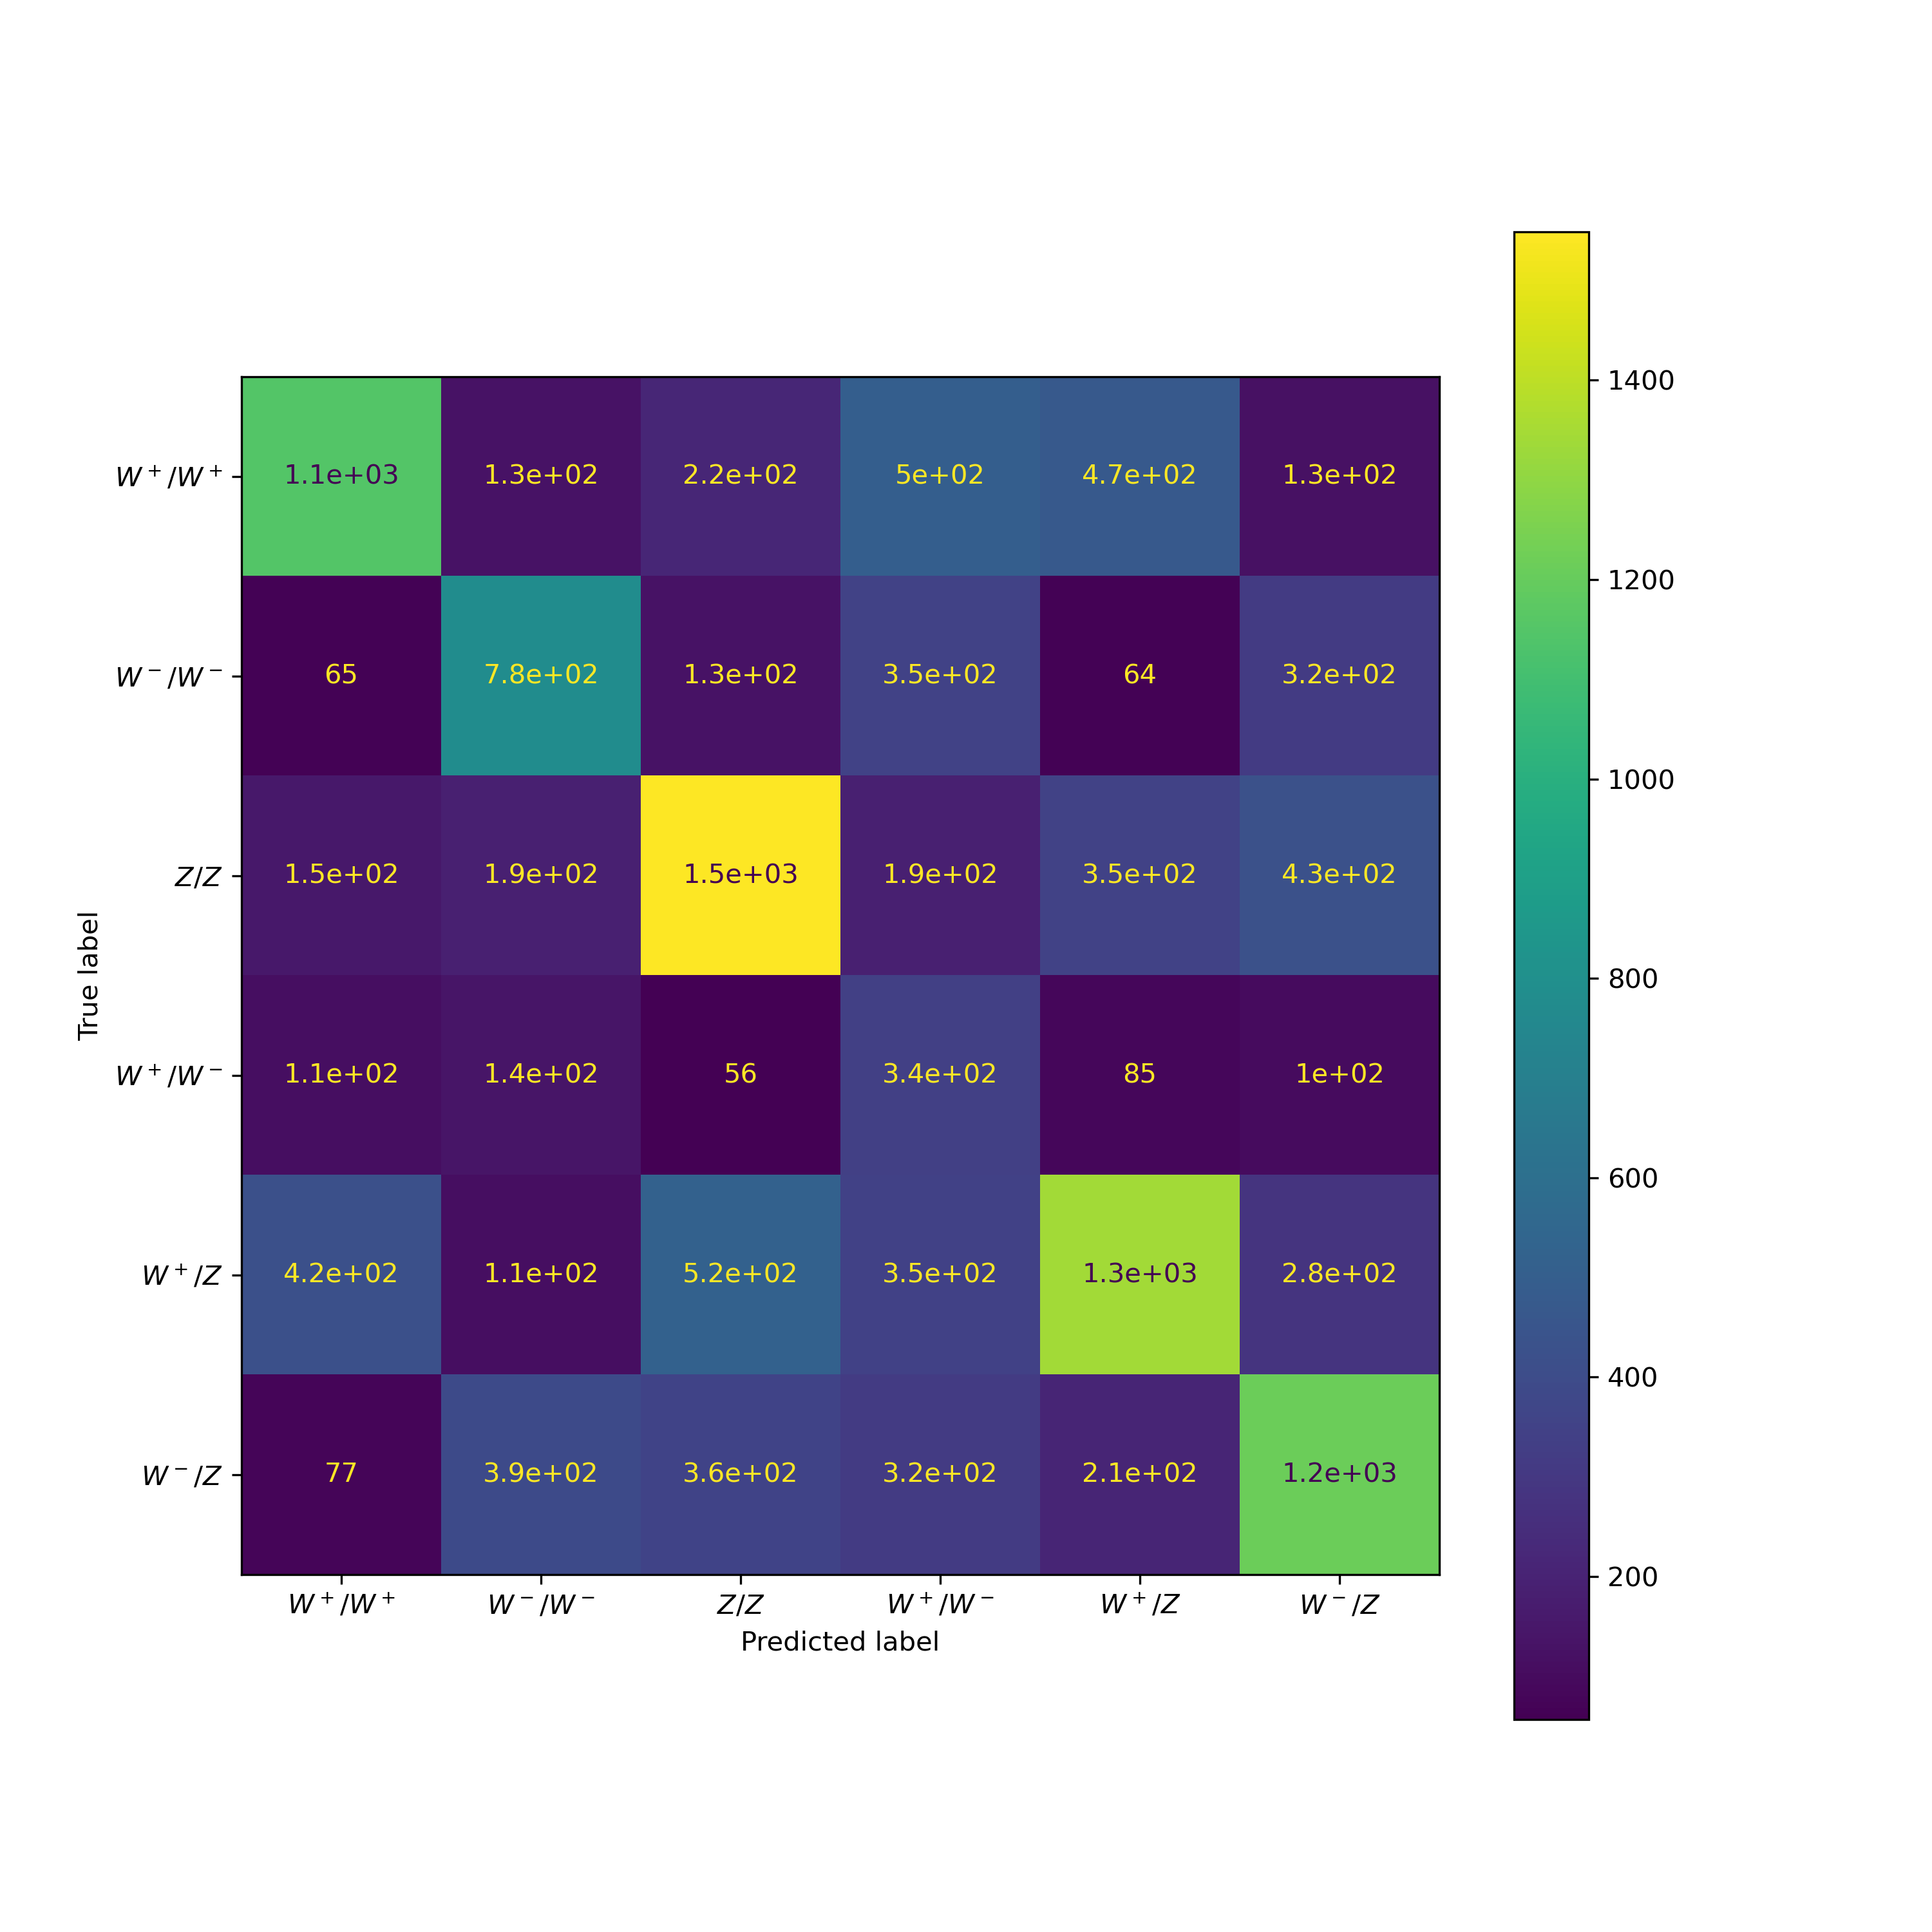 1400
W⁺/W⁺ 1.1e+03 1.3e+02 2.2e+02 5e+02 4.7e+02 1.3e+02
1200
W⁻/W⁻ 65 7.8e+02 1.3e+02 3.5e+02 64 3.2e+02
1000
Z/Z 1.5e+02 1.9e+02 1.5e+03 1.9e+02 3.5e+02 4.3e+02
True label
800
W⁺/W⁻ 1.1e+02 1.4e+02 56 3.4e+02 85 1e+02
600
W⁺/Z 4.2e+02 1.1e+02 5.2e+02 3.5e+02 1.3e+03 2.8e+02
400
W⁻/Z 77 3.9e+02 3.6e+02 3.2e+02 2.1e+02 1.2e+03
200
W⁺/W⁺ W⁻/W⁻ Z/Z W⁺/W⁻ W⁺/Z W⁻/Z
Predicted label